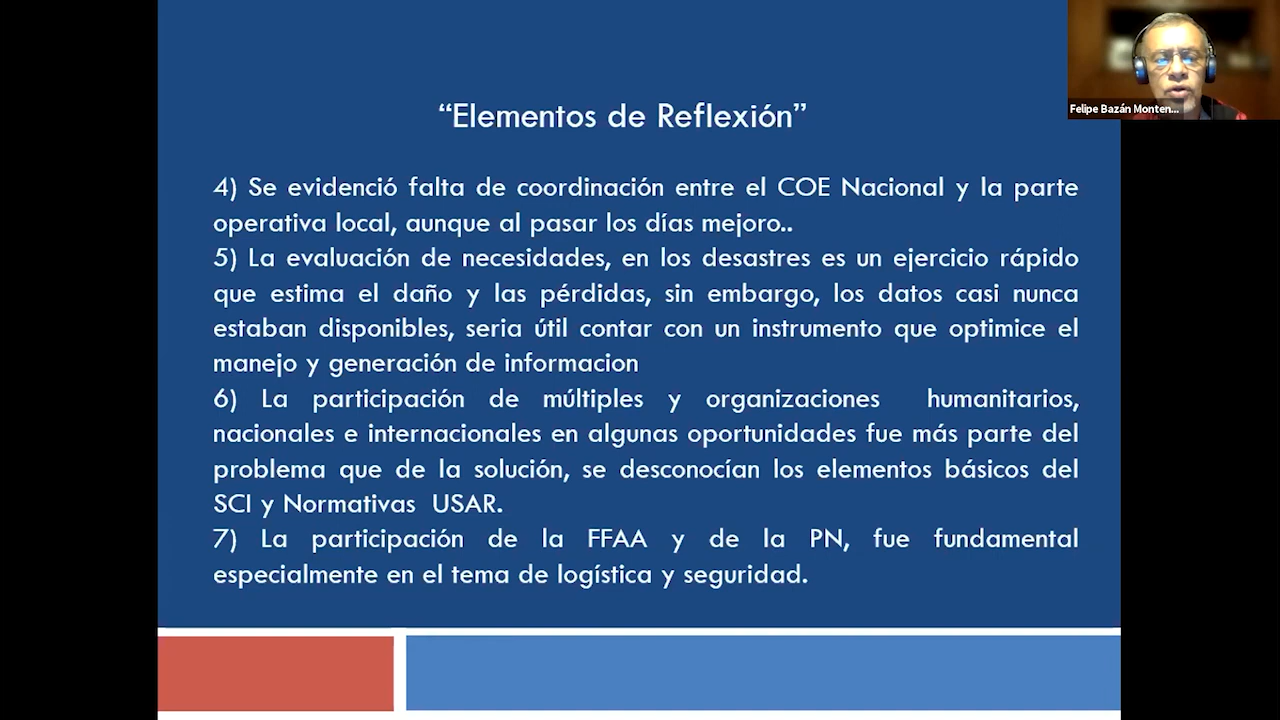 Felipe Bazán Monten...
“Elementos de Reflexión”
4) Se evidenció falta de coordinación entre el COE Nacional y la parte
operativa local, aunque al pasar los días mejoro..
5) La evaluación de necesidades, en los desastres es un ejercicio rápido
que estima el daño y las pérdidas, sin embargo, los datos casi nunca
estaban disponibles, seria útil contar con un instrumento que optimice el
manejo y generación de informacion
6) La participación de múltiples y organizaciones humanitarios,
nacionales e internacionales en algunas oportunidades fue más parte del
problema que de la solución, se desconocían los elementos básicos del
SCI y Normativas USAR.
7) La participación de la FFAA y de la PN, fue fundamental
especialmente en el tema de logística y seguridad.